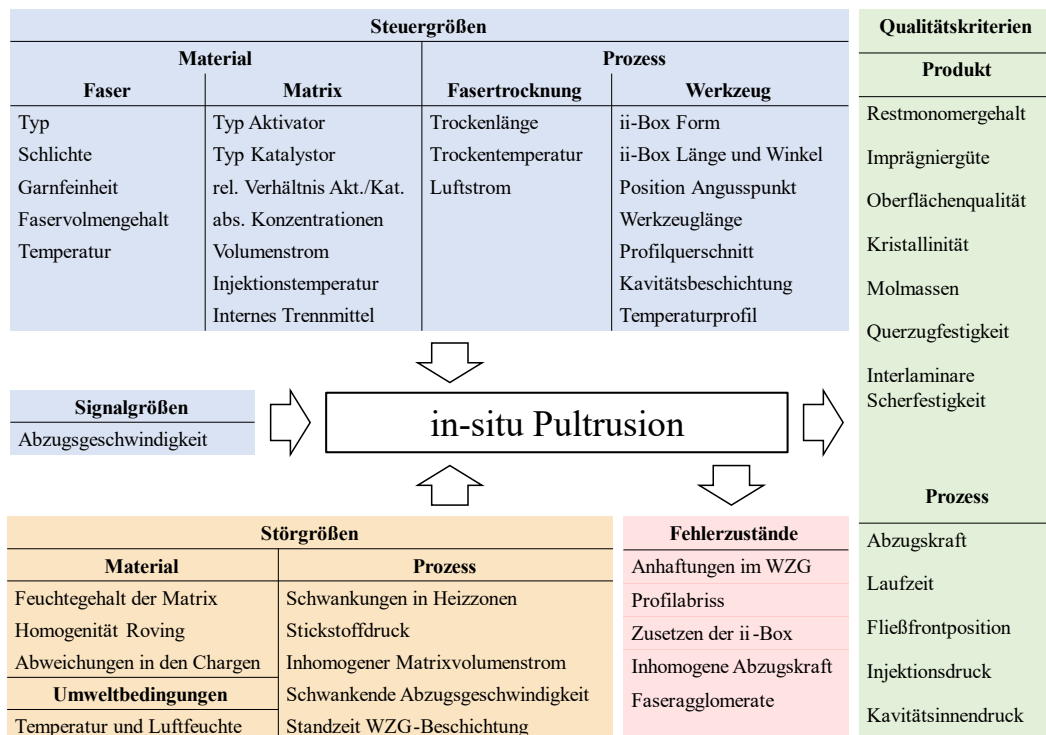 Steuergrößen
Material
Prozess
Faser
Matrix
Fasertrocknung
Werkzeug
Typ
Schlichte
Garnfeinheit
Faservolmengehalt
Temperatur
Typ Aktivator
Typ Katalystor
rel. Verhältnis Akt./Kat.
abs. Konzentrationen
Volumenstrom
Injektionstemperatur
Internes Trennmittel
Trockenlänge
Trockentemperatur
Luftstrom
ii-Box Form
ii-Box Länge und Winkel
Position Angusspunkt
Werkzeuglänge
Profilquerschnitt
Kavitätsbeschichtung
Temperaturprofil
Signalgrößen
Abzugsgeschwindigkeit
in-situ Pultrusion
Störgrößen
Material
Feuchtegehalt der Matrix
Homogenität Roving
Abweichungen in den Chargen
Umweltbedingungen
Temperatur und Luftfeuchte
Prozess
Schwankungen in Heizzonen
Stickstoffdruck
Inhomogener Matrixvolumenstrom
Schwankende Abzugsgeschwindigkeit
Standzeit WZG-Beschichtung
Fehlerzustände
Anhaftungen im WZG
Profilabriss
Zusetzen der ii-Box
Inhomogene Abzugskraft
Faseragglomerate
Qualitätskriterien
Produkt
Restmonomergehalt
Imprägniergüte
Oberflächenqualität
Kristallinität
Molmassen
Querzugfestigkeit
Interlaminare
Scherfestigkeit
Prozess
Abzugskraft
Laufzeit
Fließfrontposition
Injektionsdruck
Kavitätsinnendruck